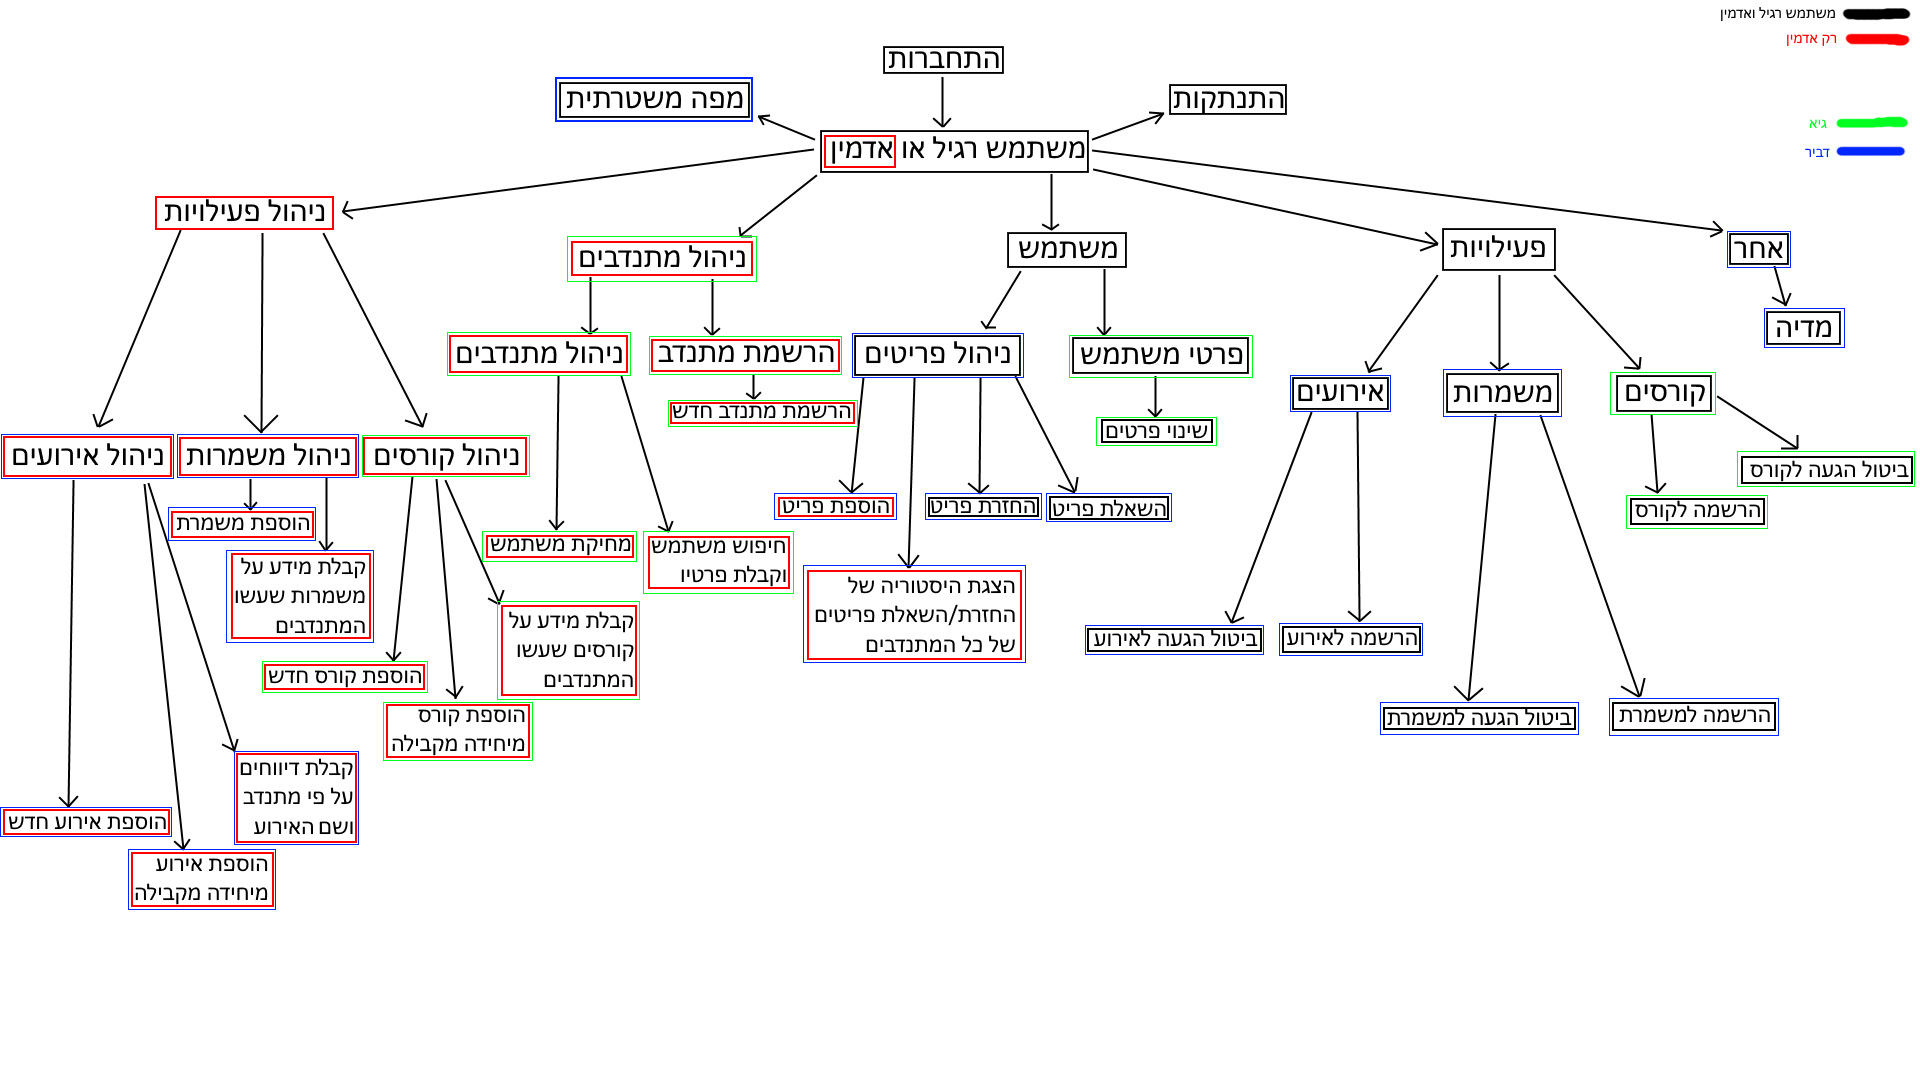 משתמש רגיל ואדמין
רק אדמין
גיא
דביר
התחברות
התנתקות
מפה משטרתית
משתמש רגיל או אדמין
אחר
פעילויות
משתמש
ניהול מתנדבים
ניהול פעילויות
מדיה
קורסים
משמרות
אירועים
פרטי משתמש
ניהול פריטים
הרשמת מתנדב
ניהול מתנדבים
שינוי פרטים
הרשמת מתנדב חדש
ניהול קורסים
ניהול משמרות
ניהול אירועים
ביטול הגעה לקורס
הרשמה לקורס
השאלת פריט
החזרת פריט
הוספת פריט
הוספת משמרת
חיפוש משתמש
וקבלת פרטיו
מחיקת משתמש
קבלת מידע על
משמרות שעשו
המתנדבים
הצגת היסטוריה של
החזרת/השאלת פריטים
של כל המתנדבים
קבלת מידע על
קורסים שעשו
המתנדבים
הרשמה לאירוע
ביטול הגעה לאירוע
הוספת קורס חדש
הרשמה למשמרת
ביטול הגעה למשמרת
הוספת קורס
מיחידה מקבילה
קבלת דיווחים
על פי מתנדב
ושם האירוע
הוספת אירוע חדש
הוספת אירוע
מיחידה מקבילה